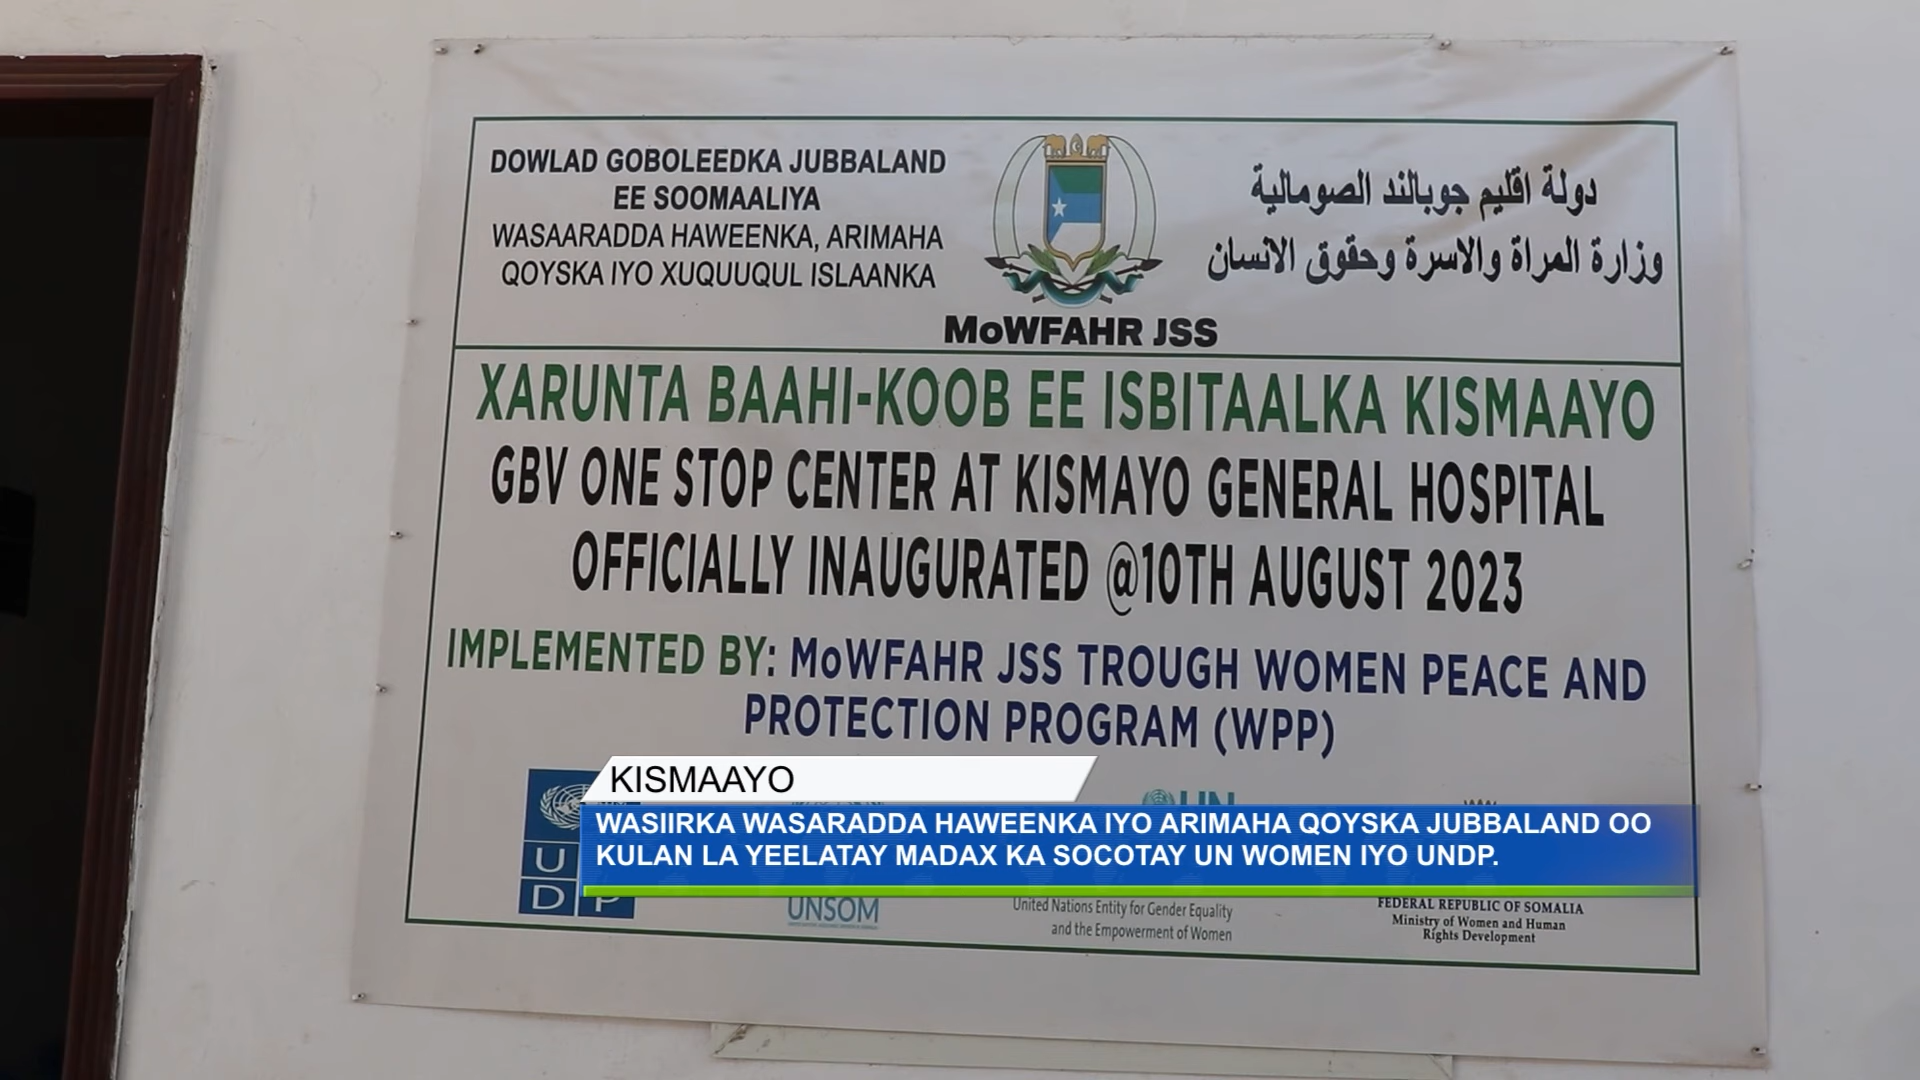 DOWLAD GOBOLEEDKA JUBBALAND
EE SOOMAALIYA
WASAARADDA HAWEENKA, ARIMAHA
QOYSKA IYO XUQUUQUL ISLAANKA
دولة اقليم جوبالند الصومالية
وزارة المراة والاسرة وحقوق الانسان
MoWFAHR JSS
XARUNTA BAAHI-KOOB EE ISBITAALKA KISMAAYO
GBV ONE STOP CENTER AT KISMAYO GENERAL HOSPITAL
OFFICIALLY INAUGURATED @10TH AUGUST 2023
IMPLEMENTED BY: MoWFAHR JSS TROUGH WOMEN PEACE AND
PROTECTION PROGRAM (WPP)
KISMAAYO
WASIIRKA WASARADDA HAWEENKA IYO ARIMAHA QOYSKA JUBBALAND OO
KULAN LA YEELATAY MADAX KA SOCOTAY UN WOMEN IYO UNDP.
U
D P
UNSOM
UN
United Nations Entity for Gender Equality
and the Empowerment of Women
FEDERAL REPUBLIC OF SOMALIA
Ministry of Women and Human
Rights Development